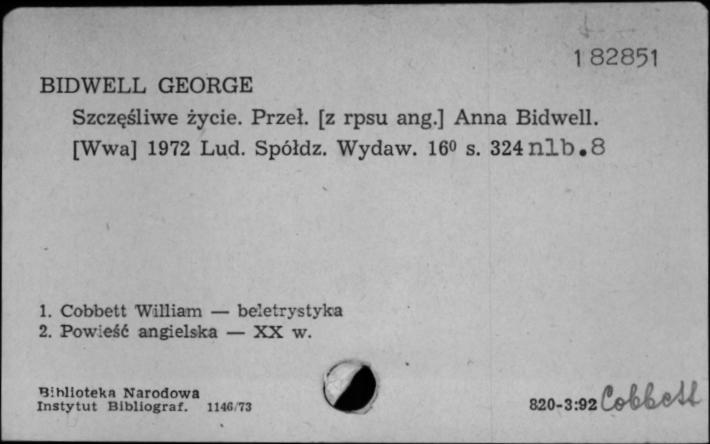 1 82851
BIDWELL GEORGE
Szczęśliwe życie. Przeł. [z rpsu ang.] Anna Bidwell.
[Wwa] 1972 Lud. Spółdz. Wydaw. 16⁰ s. 324 nlb.8
1. Cobbett William — beletrystyka
2. Powieść angielska — XX w.
Biblioteka Narodowa
Instytut Bibliograf. 1146/73
820-3:92 Cobbett